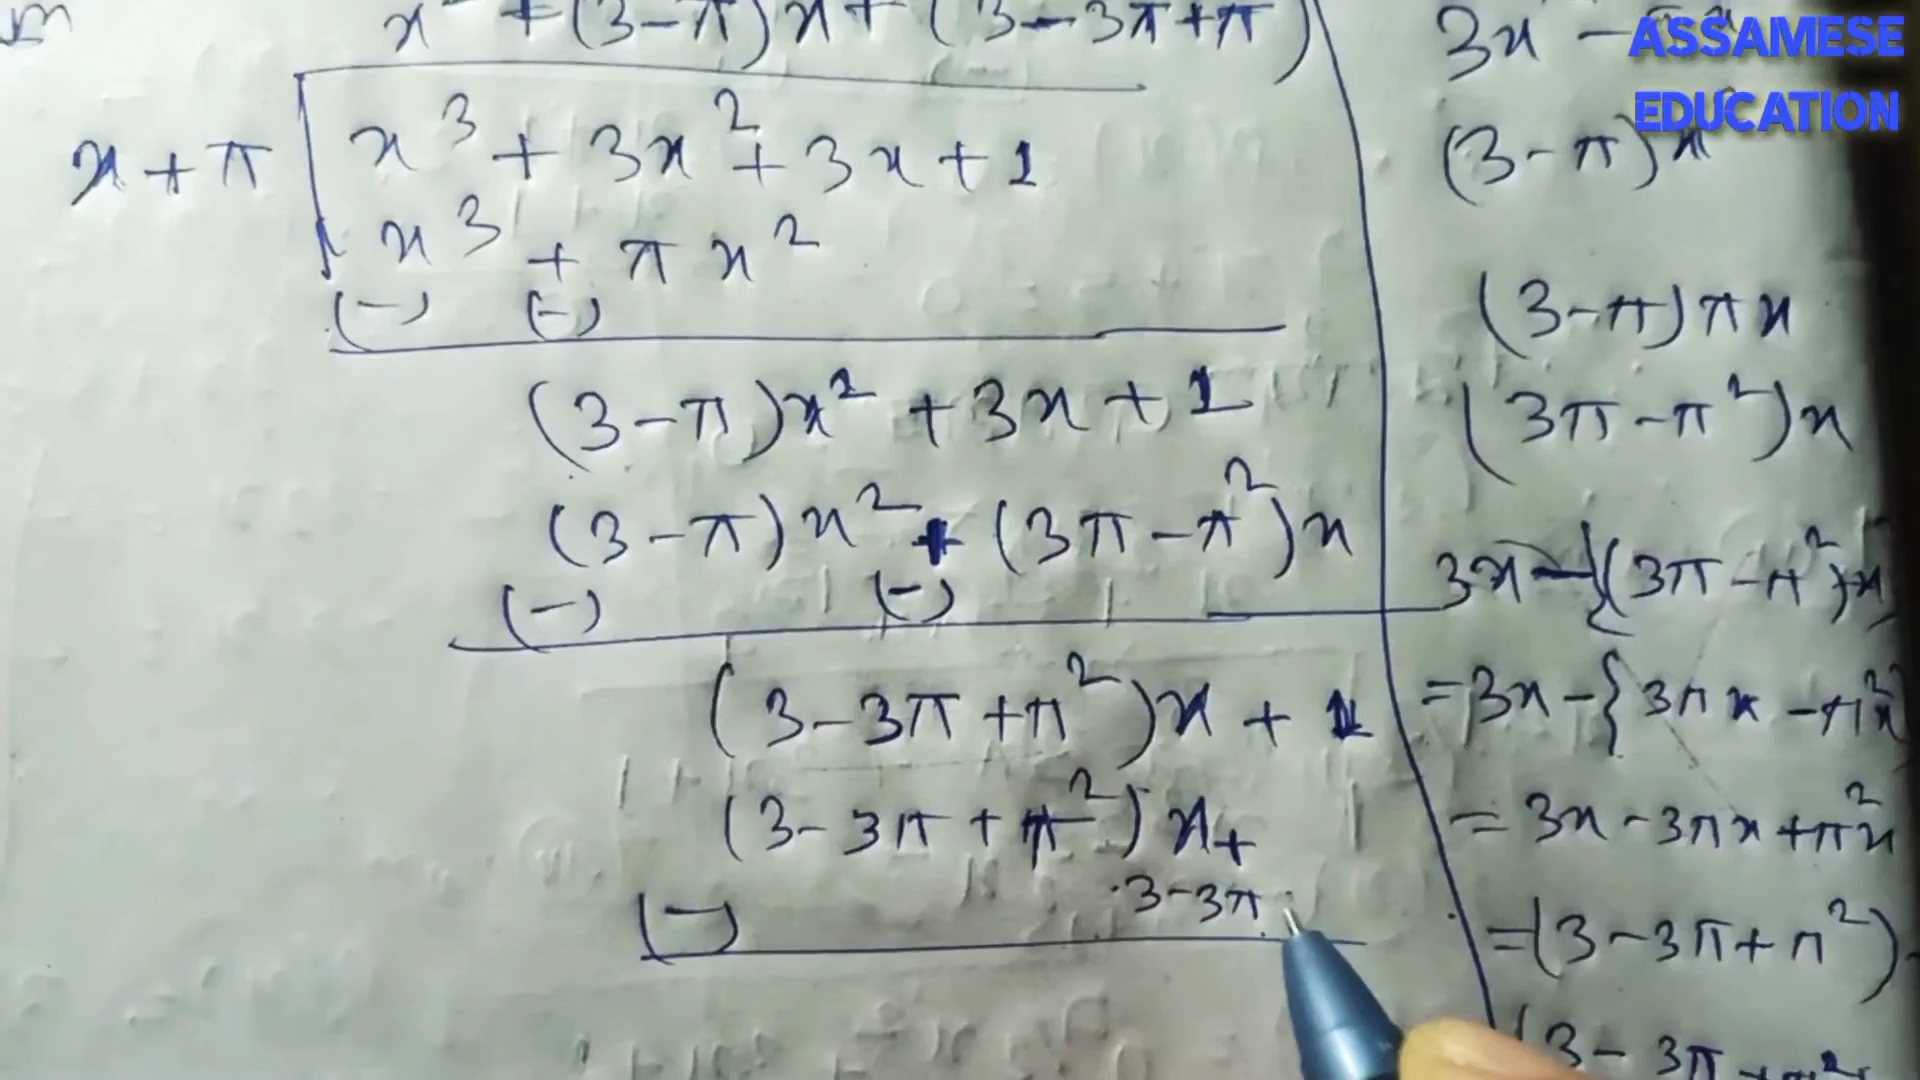 x² + (3-π)x + (3-3π+π
x+π
x³ + 3x² + 3x + 1
x³ + πx²
(-) (-)
(3-π)x² + 3x + 1
(3-π)x² + (3π-π²)x
(-) (-)
(3-3π+π²)x + 1
(3-3π+π²)x+
3-3π
(-)
ASSAMESE
EDUCATION
(3-π)x
(3-π)πx
(3π-π²)x
3x-{(3π-π²)x
=3x-{3πx-π²x
=3x-3πx+π²x
=(3-3π+π²)
(3-3π+π²